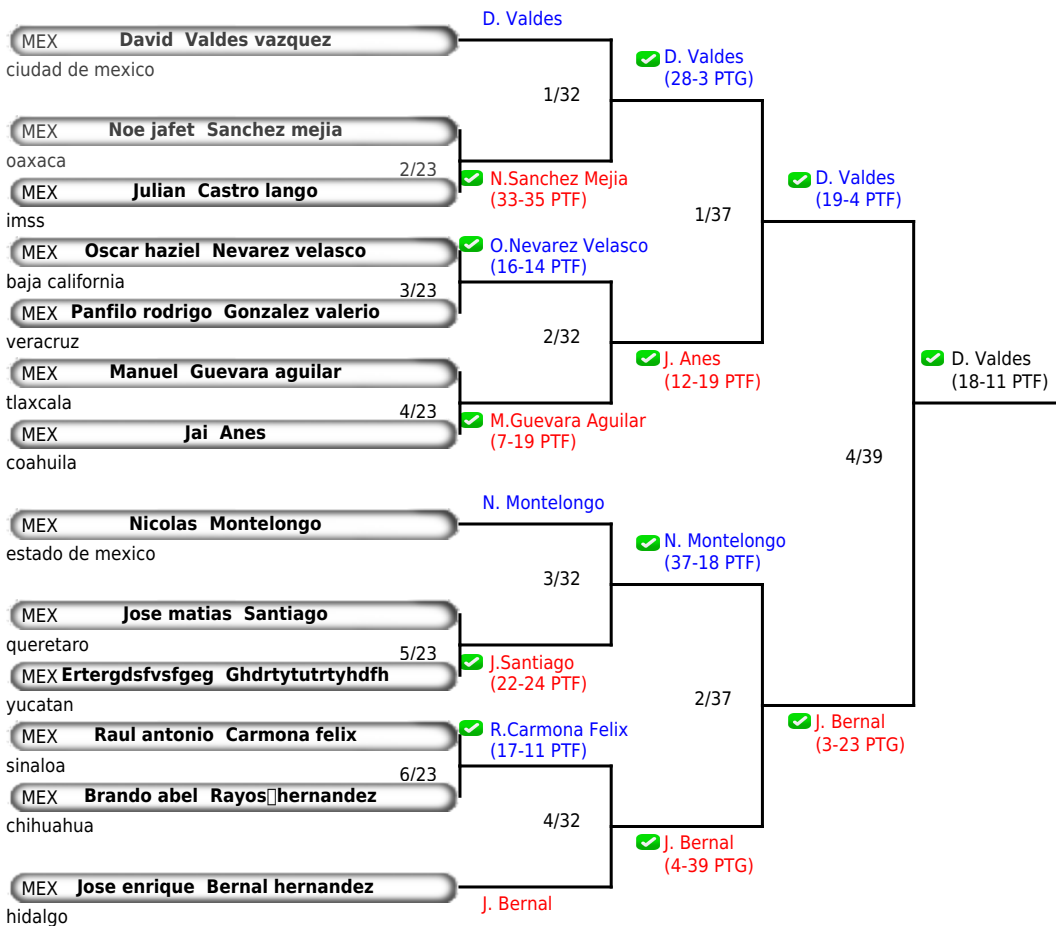 D. Valdes
MEX David Valdes vazquez
ciudad de mexico
D. Valdes
(28-3 PTG)
1/32
MEX Noe jafet Sanchez mejia
oaxaca
2/23
N.Sanchez Mejia
(33-35 PTF)
MEX Julian Castro lango
imss
D. Valdes
(19-4 PTF)
1/37
MEX Oscar haziel Nevarez velasco
O.Nevarez Velasco
(16-14 PTF)
baja california
3/23
MEX Panfilo rodrigo Gonzalez valerio
veracruz
2/32
J. Anes
(12-19 PTF)
MEX Manuel Guevara aguilar
tlaxcala
4/23
M.Guevara Aguilar
(7-19 PTF)
MEX Jai Anes
coahuila
D. Valdes
(18-11 PTF)
4/39
N. Montelongo
MEX Nicolas Montelongo
estado de mexico
N. Montelongo
(37-18 PTF)
3/32
MEX Jose matias Santiago
queretaro
5/23
J.Santiago
(22-24 PTF)
MEX Ertergdsfvsfgeg Ghdrtytutrtyhdfh
yucatan
2/37
J. Bernal
(3-23 PTG)
MEX Raul antonio Carmona felix
R.Carmona Felix
(17-11 PTF)
sinaloa
6/23
MEX Brando abel Rayos▯hernandez
chihuahua
4/32
J. Bernal
(4-39 PTG)
MEX Jose enrique Bernal hernandez
J. Bernal
hidalgo